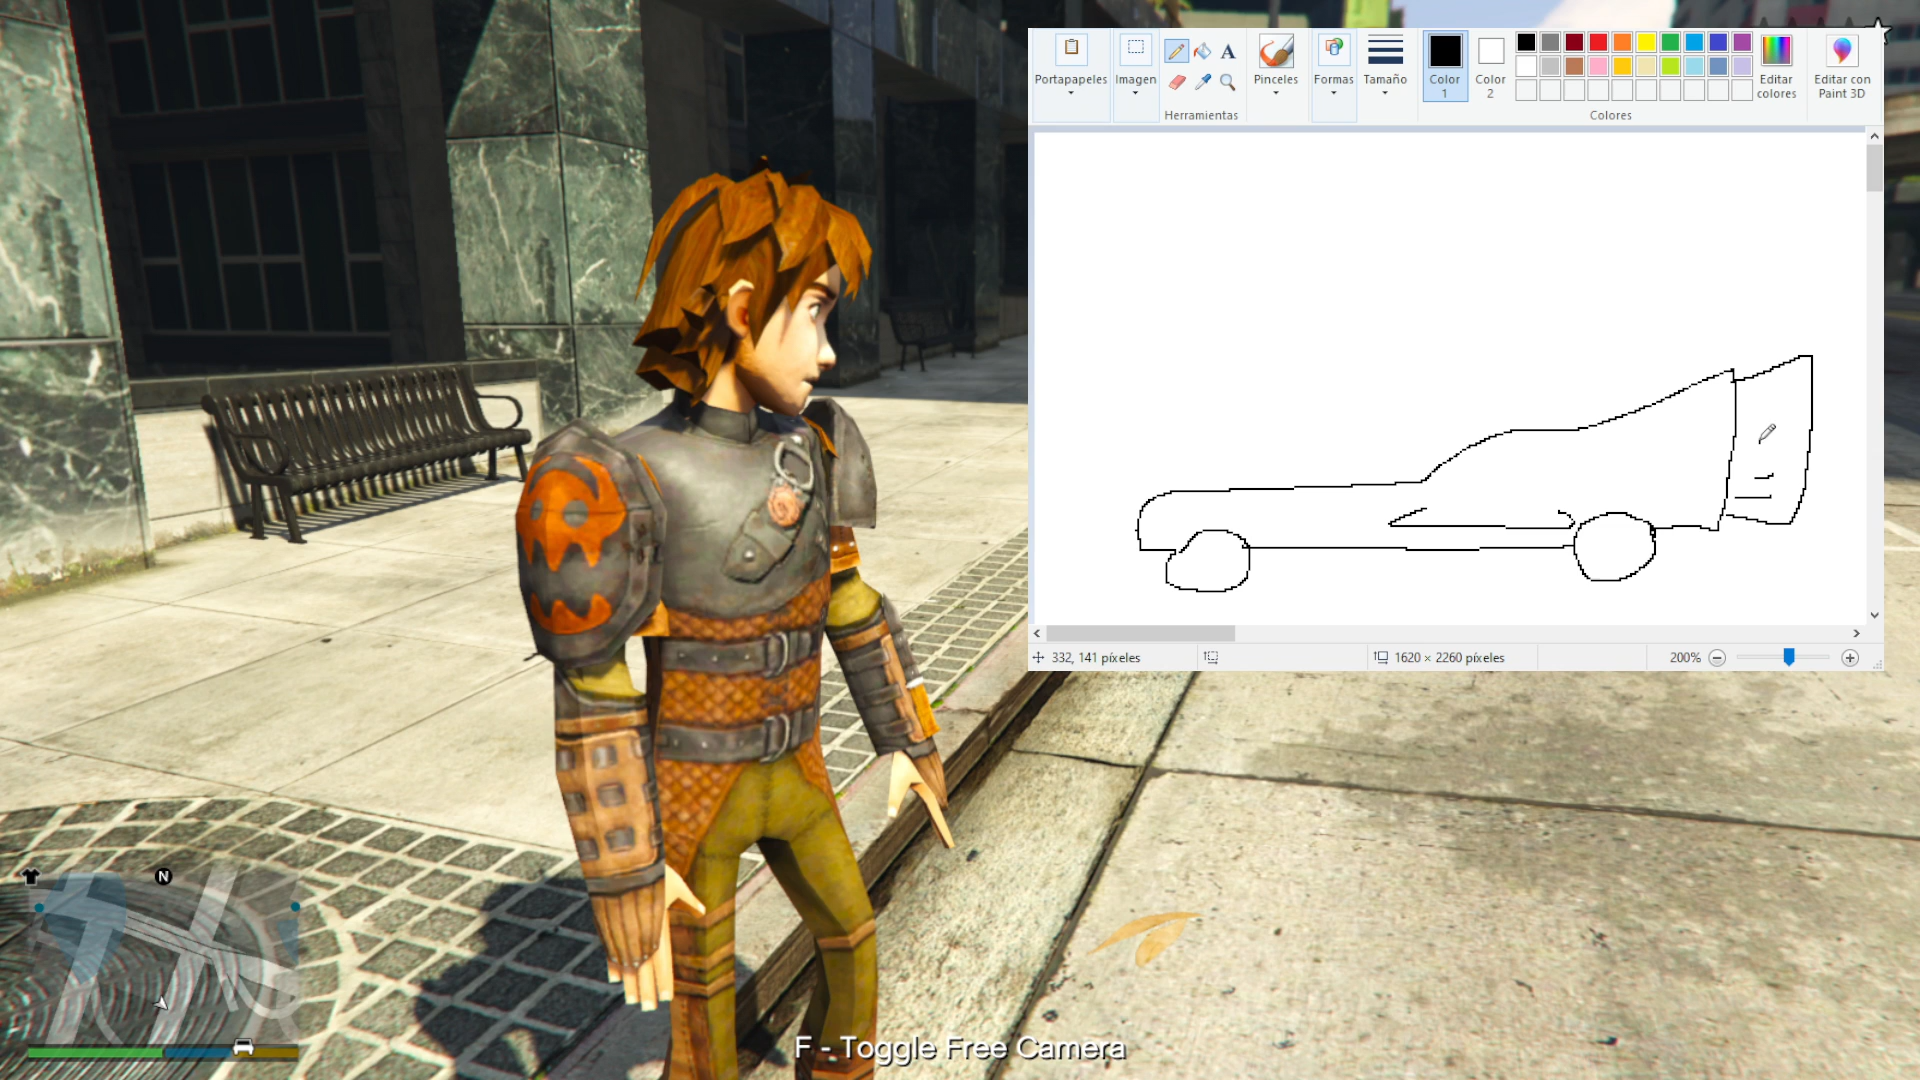 Portapapeles
Imagen
A
Herramientas
Pinceles
Formas
Tamaño
Color
1
Color
2
Colores
Editar
colores
Editar con
Paint 3D
332, 141 píxeles
1620 × 2260 píxeles
200%
N
F - Toggle Free Camera